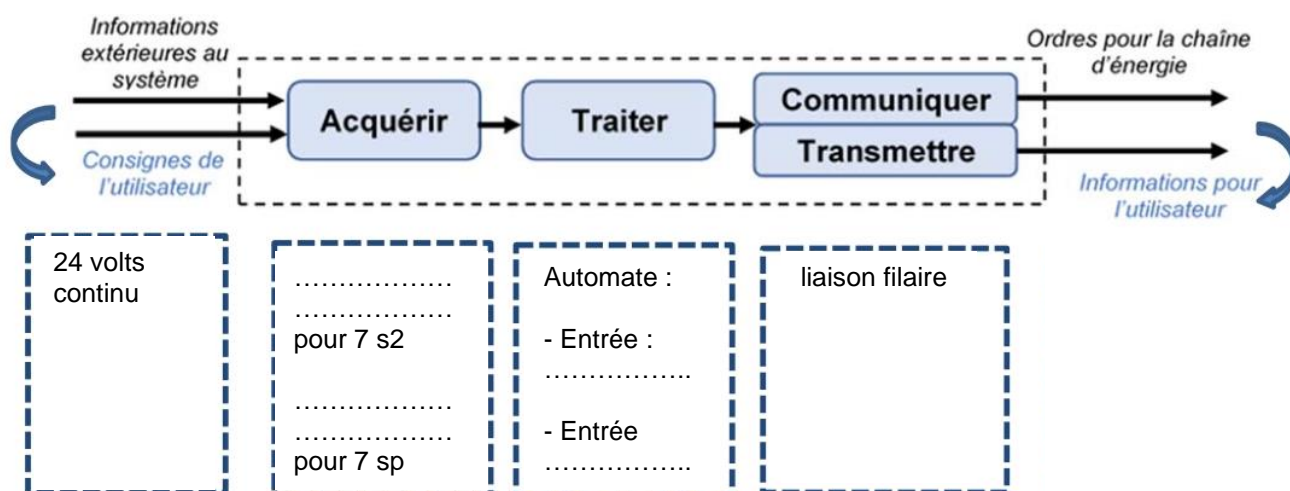 Informations
extérieures au
système
Consignes de
l'utilisateur
Acquérir
Traiter
Communiquer
Transmettre
Ordres pour la chaîne
d'énergie
Informations pour
l'utilisateur
24 volts
continu
………………
………………
pour 7 s2
………………
………………
pour 7 sp
Automate :
- Entrée :
……………..
- Entrée
……………..
liaison filaire